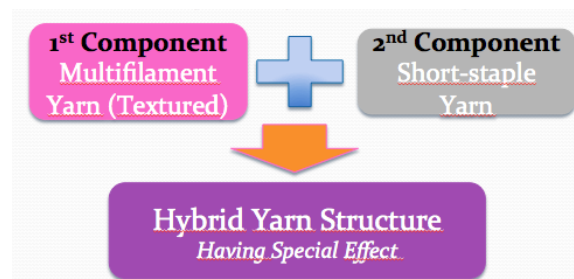 1st Component
Multifilament
Yarn (Textured)
2nd Component
Short-staple
Yarn
Hybrid Yarn Structure
Having Special Effect